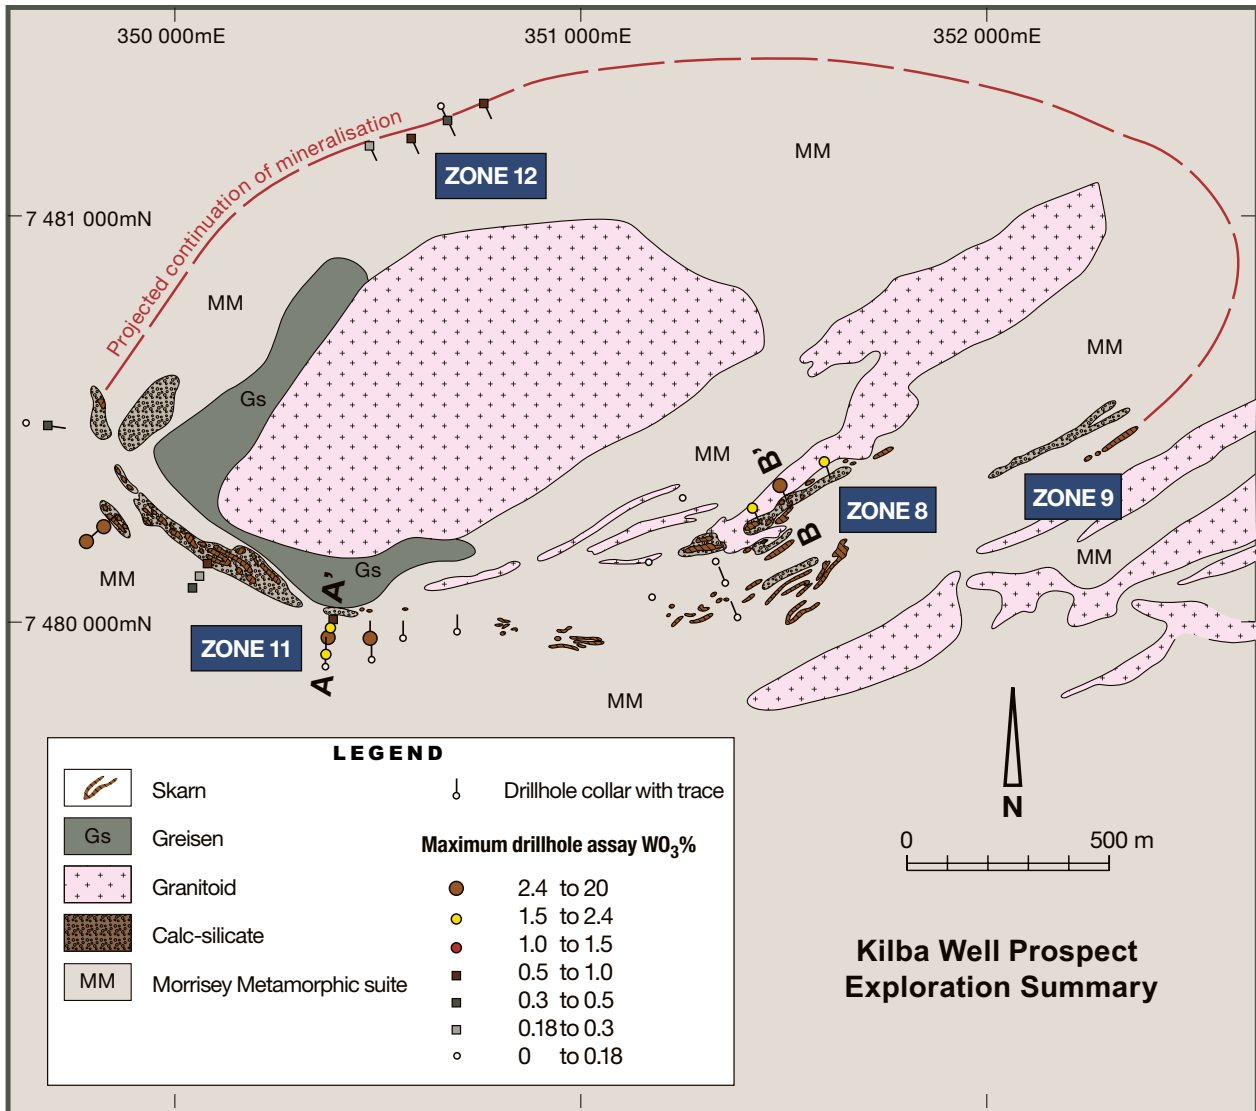 350 000mE
351 000mE
352 000mE
Projected continuation of mineralisation
ZONE 12
MM
7 481 000mN
MM
MM
Gs
MM
B'
ZONE 8
ZONE 9
B
MM
Gs
A'
MM
7 480 000mN
ZONE 11
A
MM
LEGEND
Skarn
Gs
Greisen
Granitoid
Calc-silicate
MM
Morrisey Metamorphic suite
Drillhole collar with trace
Maximum drillhole assay WO₃%
2.4 to 20
1.5 to 2.4
1.0 to 1.5
0.5 to 1.0
0.3 to 0.5
0.18 to 0.3
0 to 0.18
N
0 500 m
Kilba Well Prospect
Exploration Summary